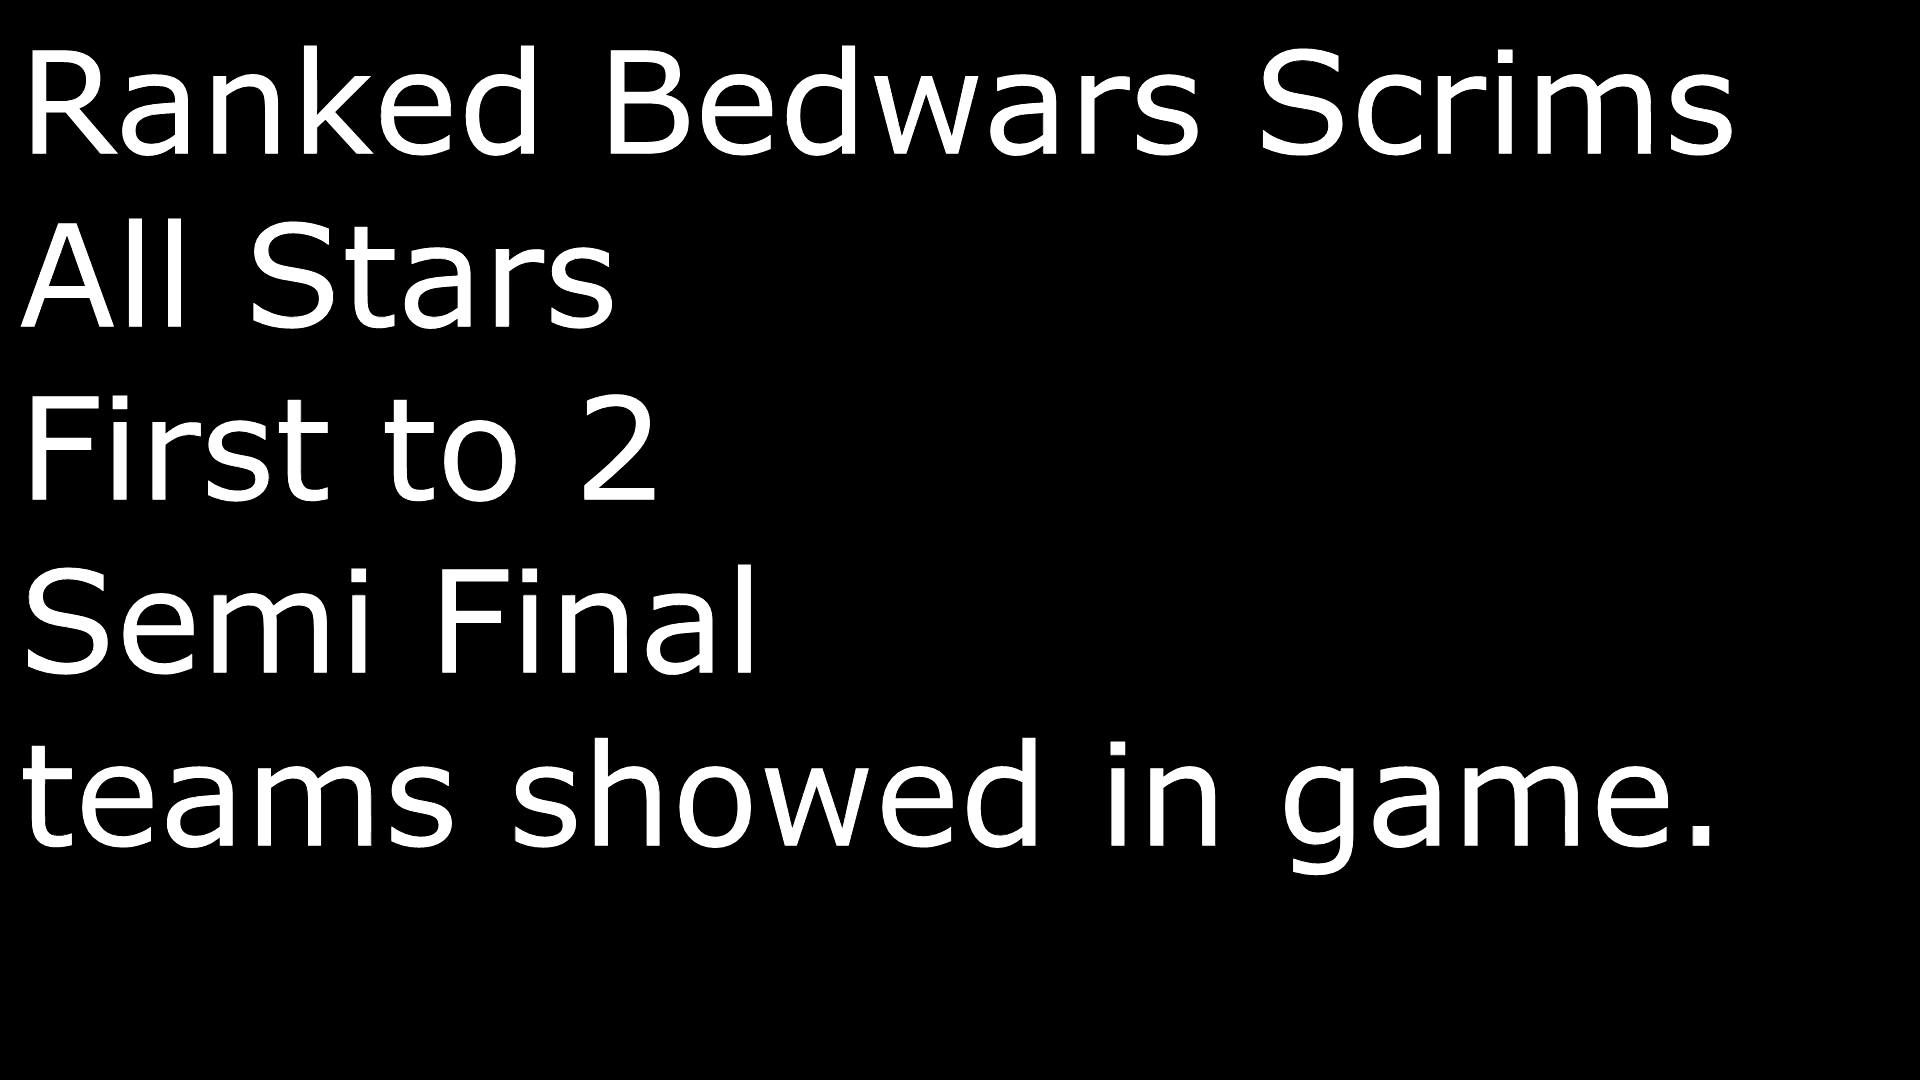 Ranked Bedwars Scrims
All Stars
First to 2
Semi Final
teams showed in game.